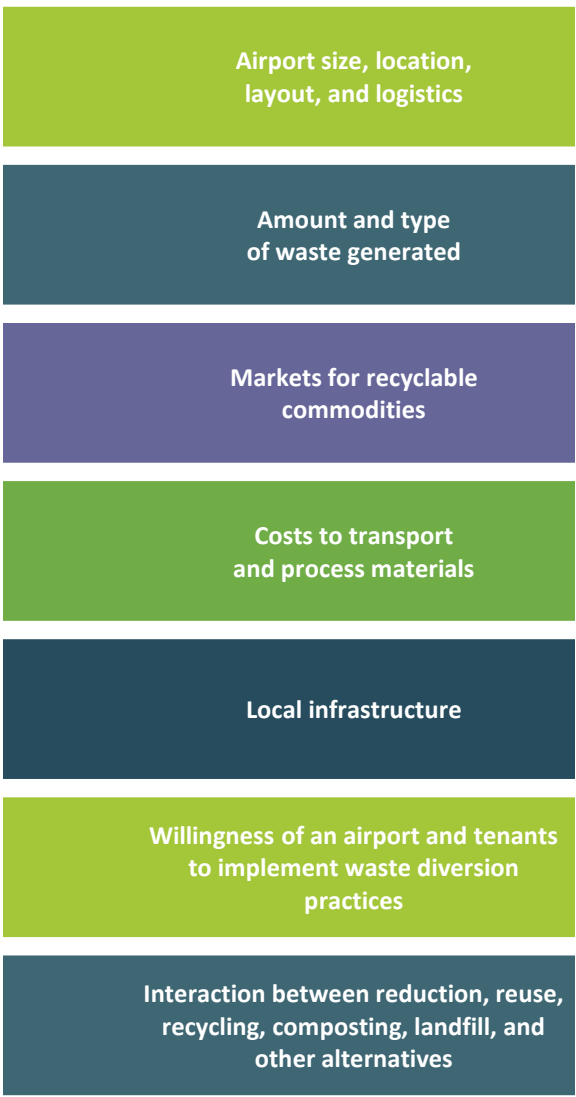 Airport size, location,
layout, and logistics
Amount and type
of waste generated
Markets for recyclable
commodities
Costs to transport
and process materials
Local infrastructure
Willingness of an airport and tenants
to implement waste diversion
practices
Interaction between reduction, reuse,
recycling, composting, landfill, and
other alternatives